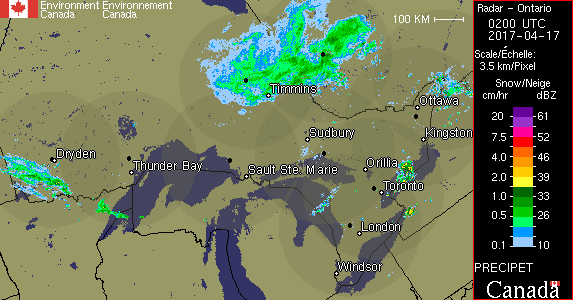 Environment Environnement
Canada Canada
100 KM
Timmins
Ottawa
Sudbury
Kingston
Dryden
Thunder Bay
Sault Ste. Marie
Orillia
Toronto
London
Windsor
Radar - Ontario
0200 UTC
2017-04-17
Scale/Échelle:
3.5 km/Pixel
Snow/Neige
cm/hr dBZ
20 61
7.5 52
4.0 46
2.0 39
1.0 33
0.5 26
0.1 10
PRECIPET
Canada